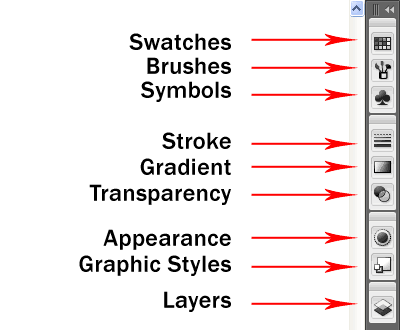 Swatches
Brushes
Symbols
Stroke
Gradient
Transparency
Appearance
Graphic Styles
Layers